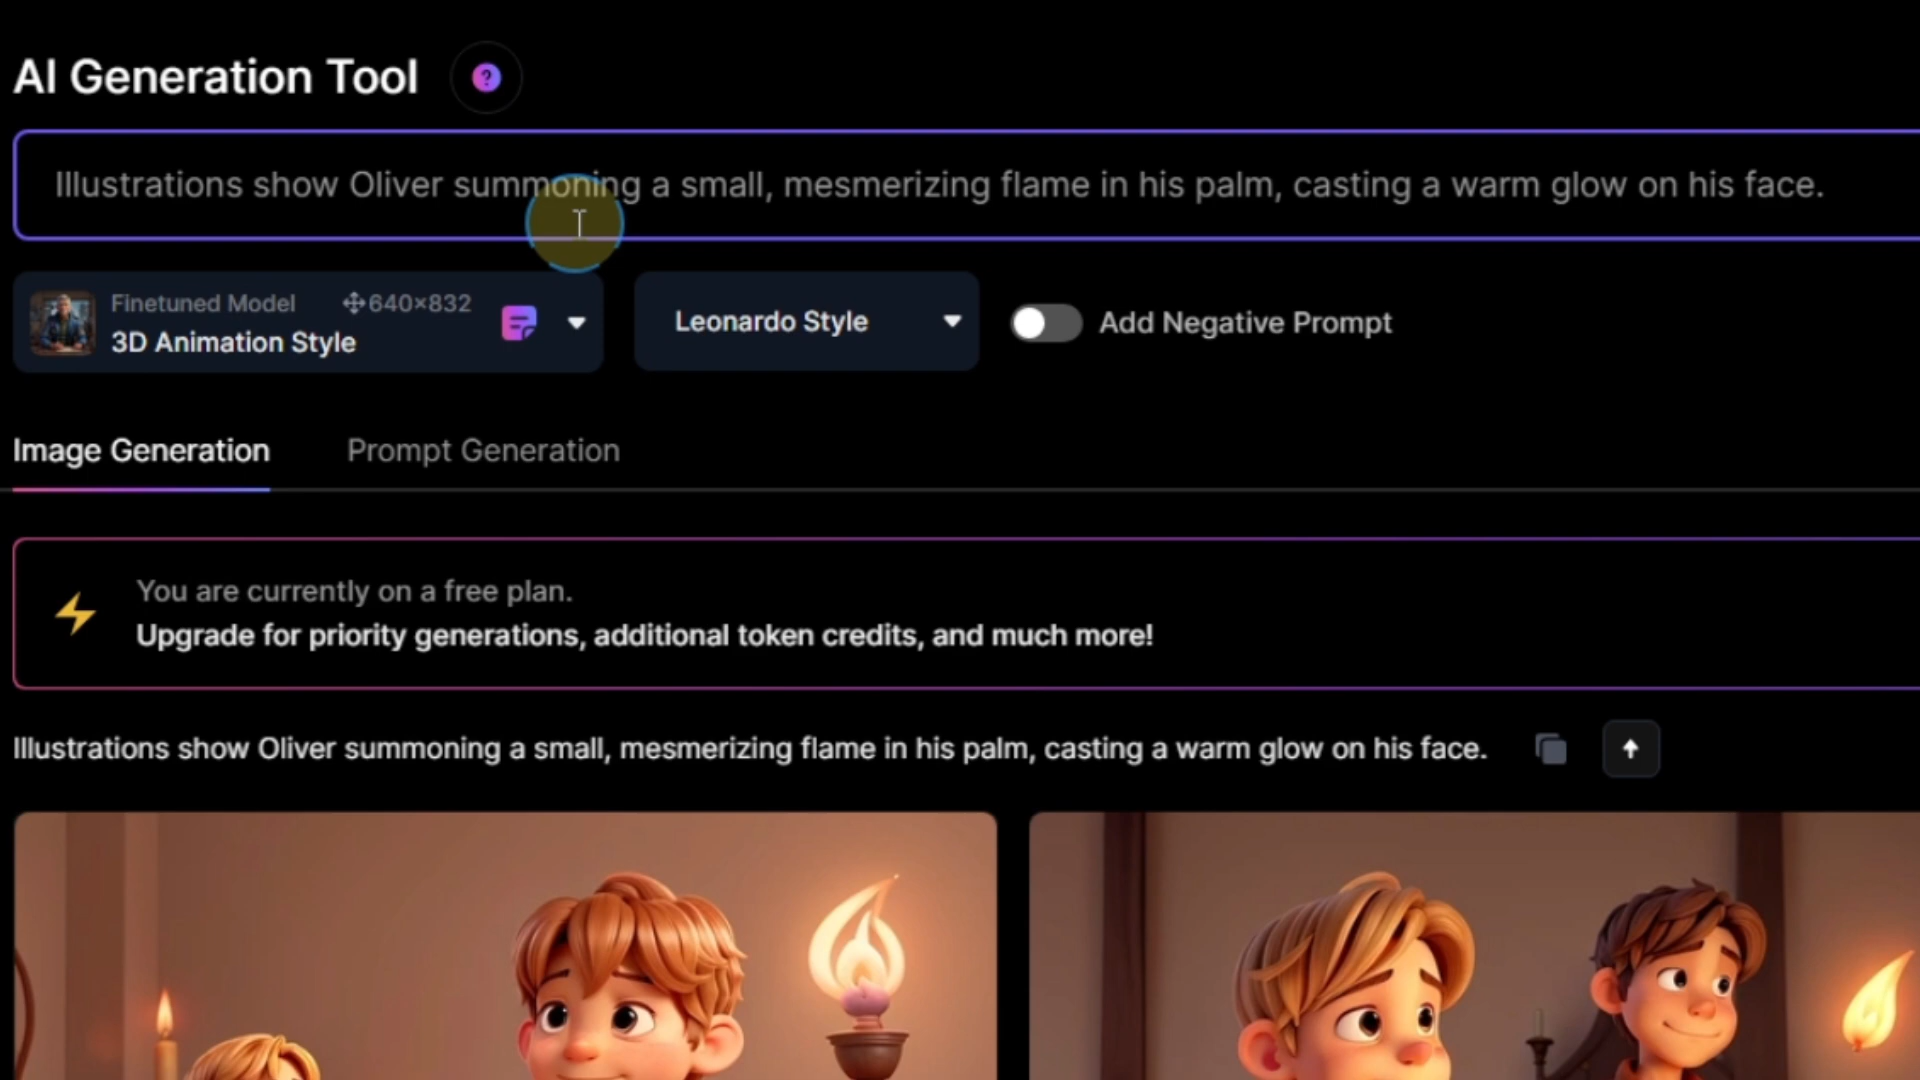 AI Generation Tool
?
Illustrations show Oliver summoning a small, mesmerizing flame in his palm, casting a warm glow on his face.
Finetuned Model 640×832
3D Animation Style
Leonardo Style
Add Negative Prompt
Image Generation
Prompt Generation
You are currently on a free plan.
Upgrade for priority generations, additional token credits, and much more!
Illustrations show Oliver summoning a small, mesmerizing flame in his palm, casting a warm glow on his face.